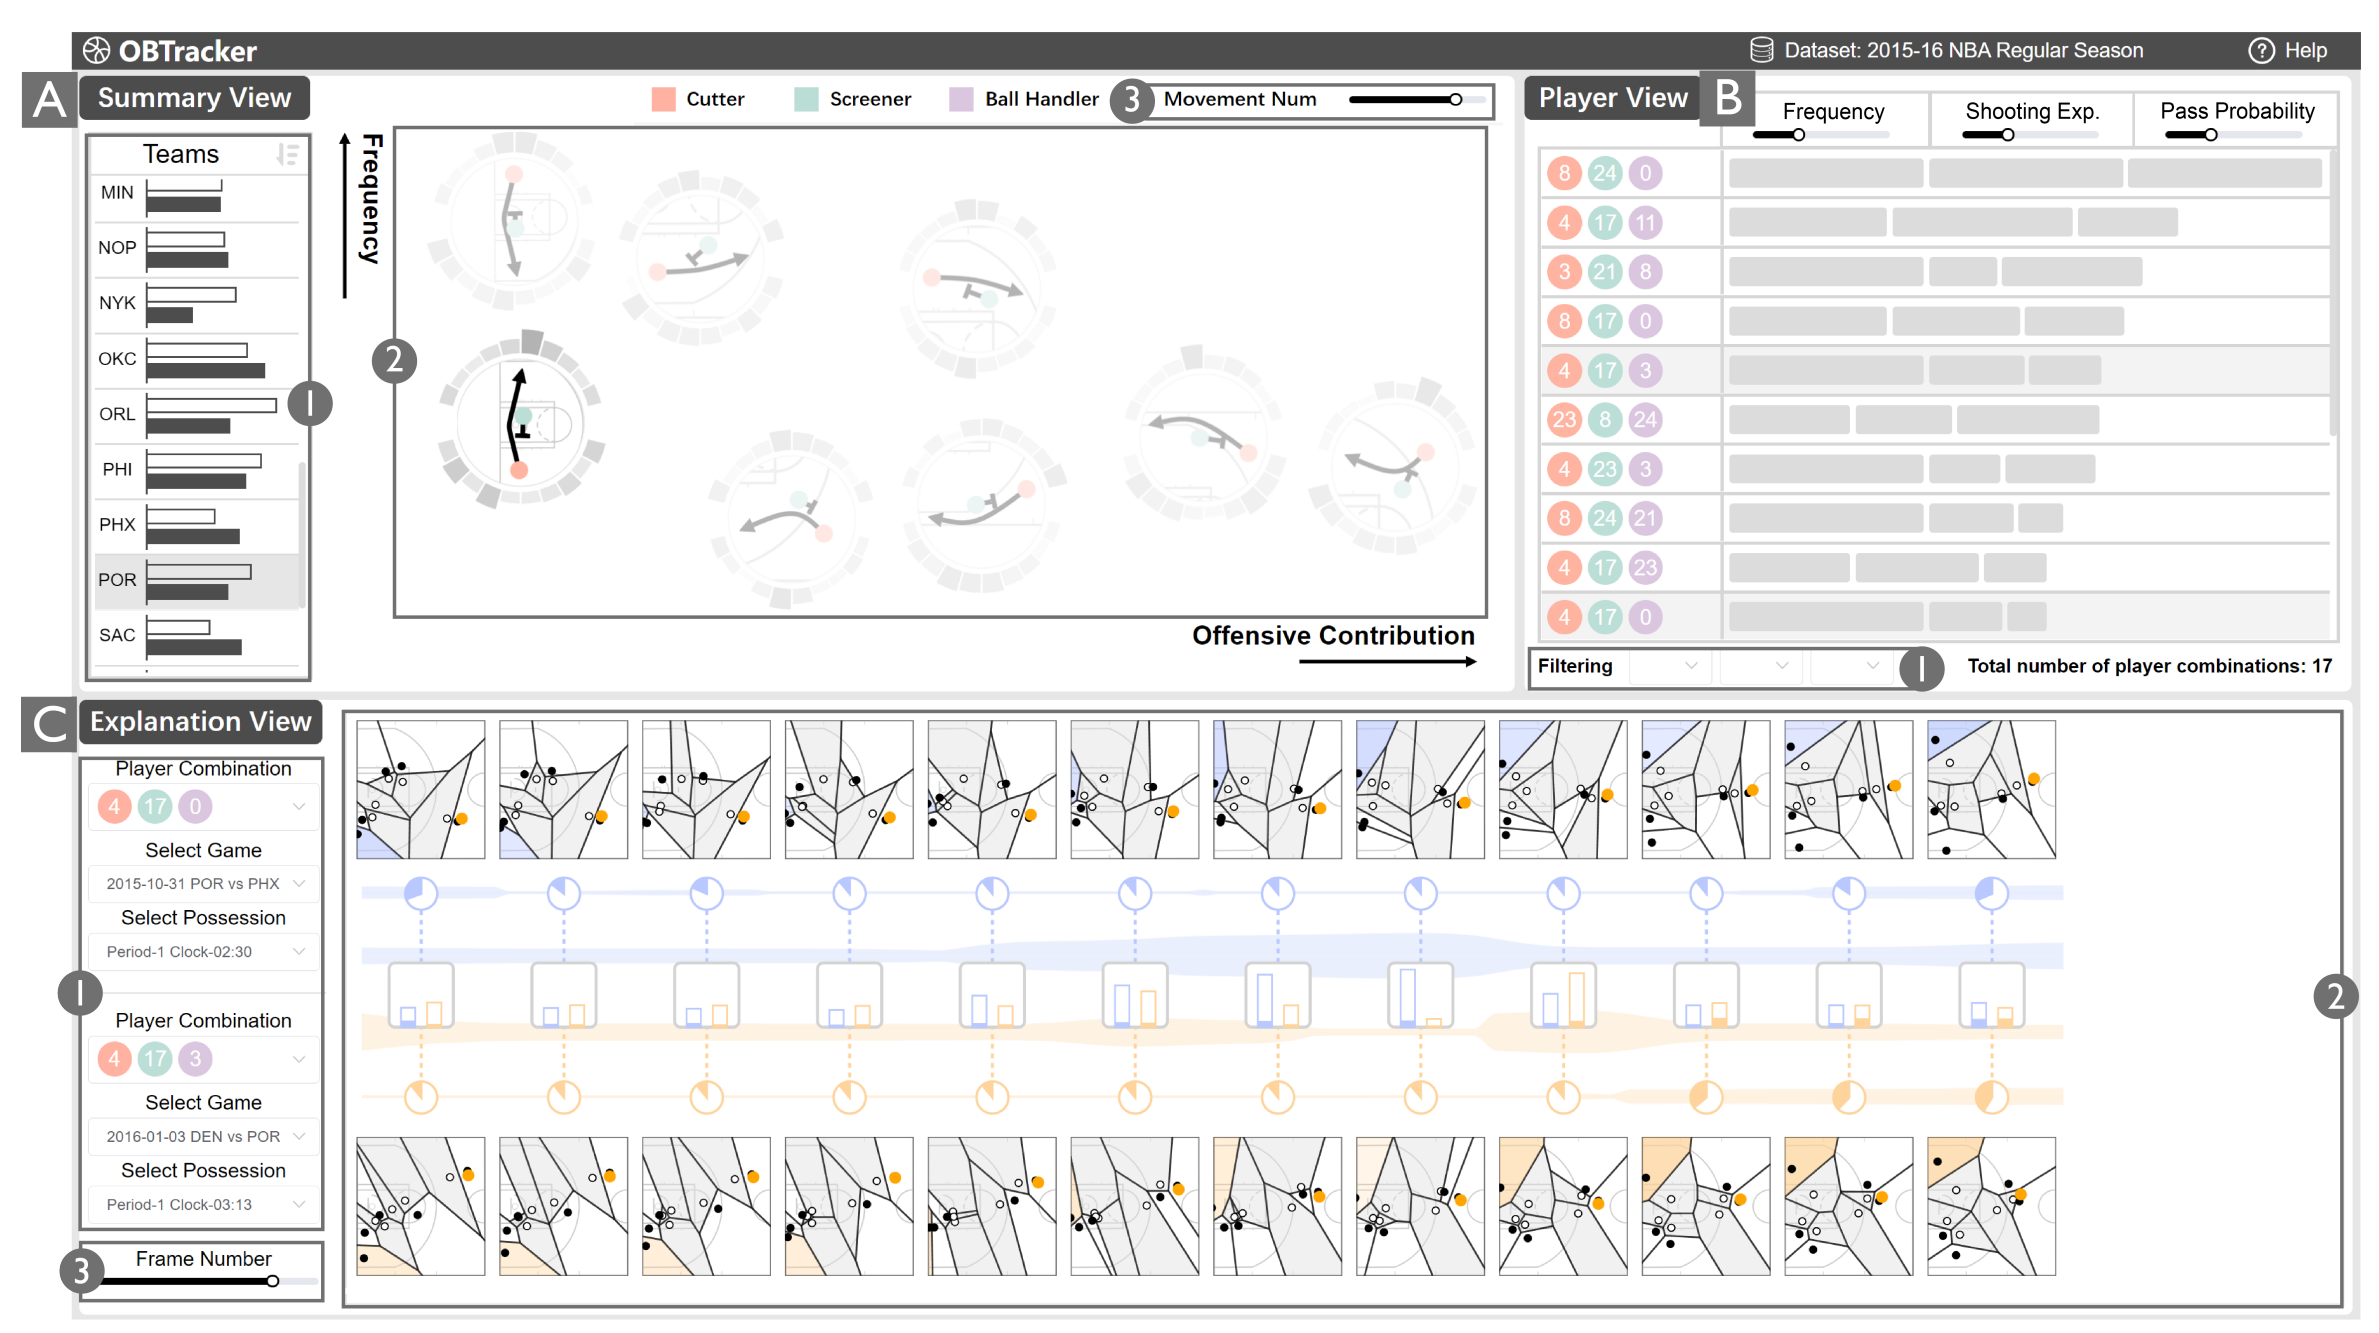 OBTracker
Dataset: 2015-16 NBA Regular Season
? Help
A Summary View
Cutter Screener Ball Handler 3 Movement Num
Teams
MIN
NOP
NYK
OKC
ORL
PHI
PHX
POR
SAC
1
Frequency
2
Offensive Contribution
Player View B
Frequency Shooting Exp. Pass Probability
8 24 0
4 17 11
3 21 8
8 17 0
4 17 3
23 8 24
4 23 3
8 24 21
4 17 23
4 17 0
Filtering 1 Total number of player combinations: 17
C Explanation View
Player Combination
4 17 0
Select Game
2015-10-31 POR vs PHX
Select Possession
Period-1 Clock-02:30
1
Player Combination
4 17 3
Select Game
2016-01-03 DEN vs POR
Select Possession
Period-1 Clock-03:13
3 Frame Number
2